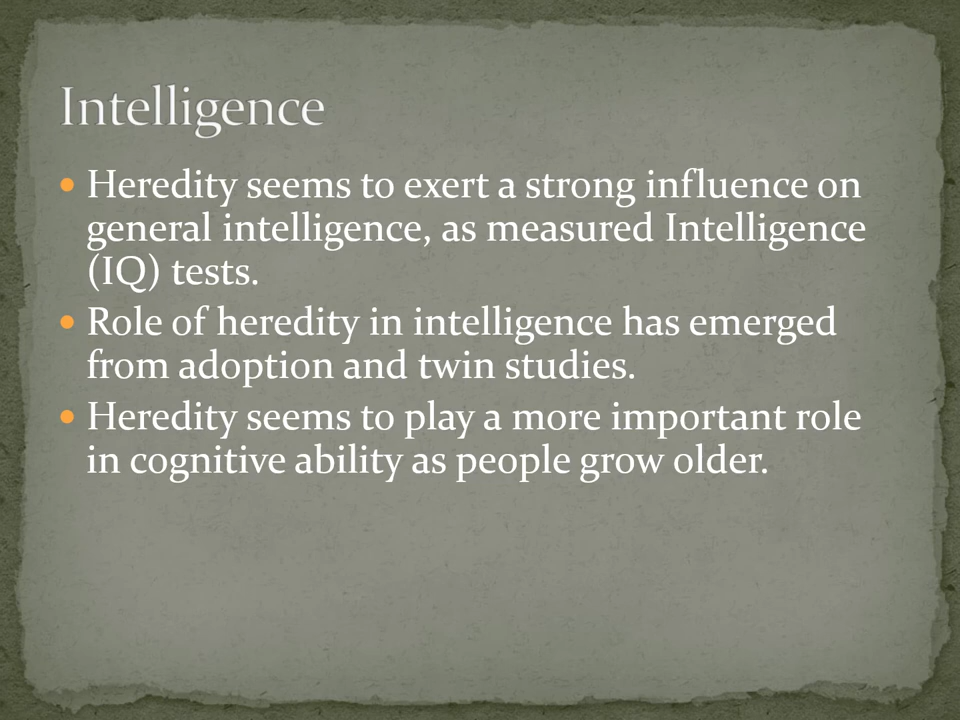 Intelligence
• Heredity seems to exert a strong influence on
general intelligence, as measured Intelligence
(IQ) tests.
• Role of heredity in intelligence has emerged
from adoption and twin studies.
• Heredity seems to play a more important role
in cognitive ability as people grow older.